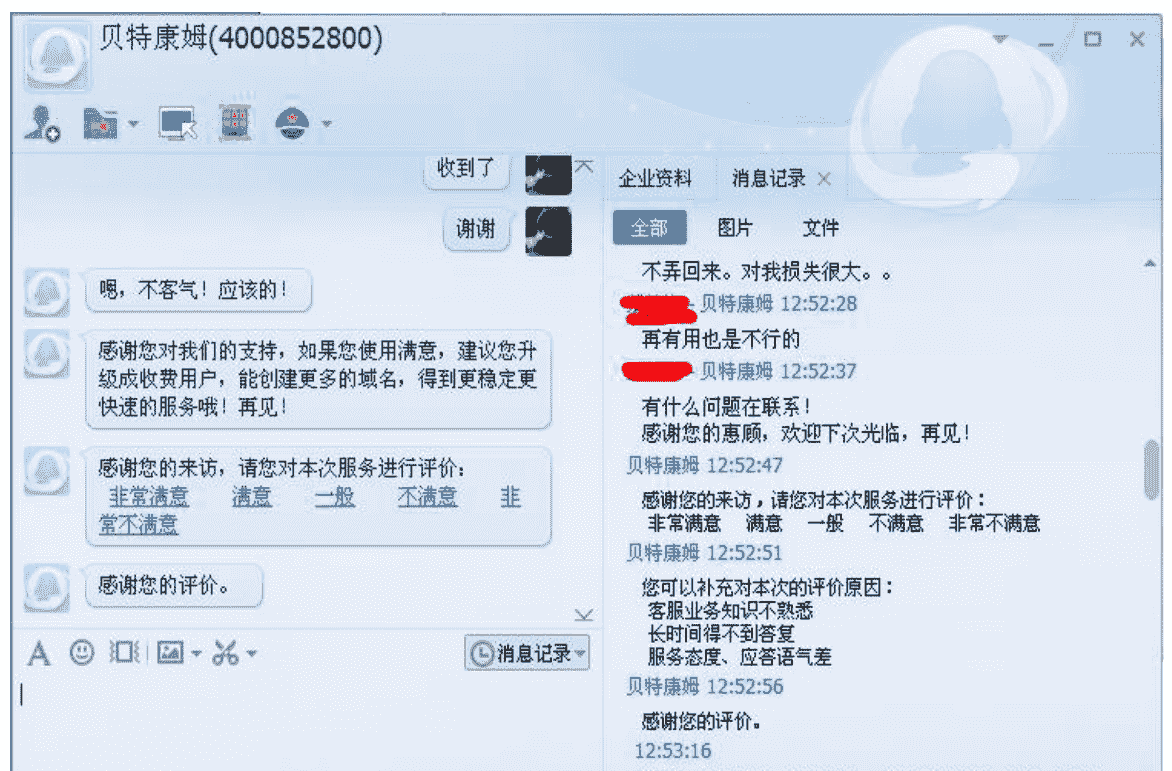 贝特康姆(4000852800)
收到了
谢谢
嗯，不客气！应该的！
感谢您对我们的支持，如果您使用满意，建议您升
级成收费用户，能创建更多的域名，得到更稳定更
快速的服务哦！再见！
感谢您的来访，请您对本次服务进行评价：
非常满意 满意 一般 不满意 非
常不满意
感谢您的评价。
A
消息记录
企业资料 消息记录
全部 图片 文件
不弄回来。对我损失很大。。
- 贝特康姆 12:52:28
再有用也是不行的
- 贝特康姆 12:52:37
有什么问题在联系！
感谢您的惠顾，欢迎下次光临，再见！
贝特康姆 12:52:47
感谢您的来访，请您对本次服务进行评价：
非常满意 满意 一般 不满意 非常不满意
贝特康姆 12:52:51
您可以补充对本次的评价原因：
客服业务知识不熟悉
长时间得不到答复
服务态度、应答语气差
贝特康姆 12:52:56
感谢您的评价。
12:53:16